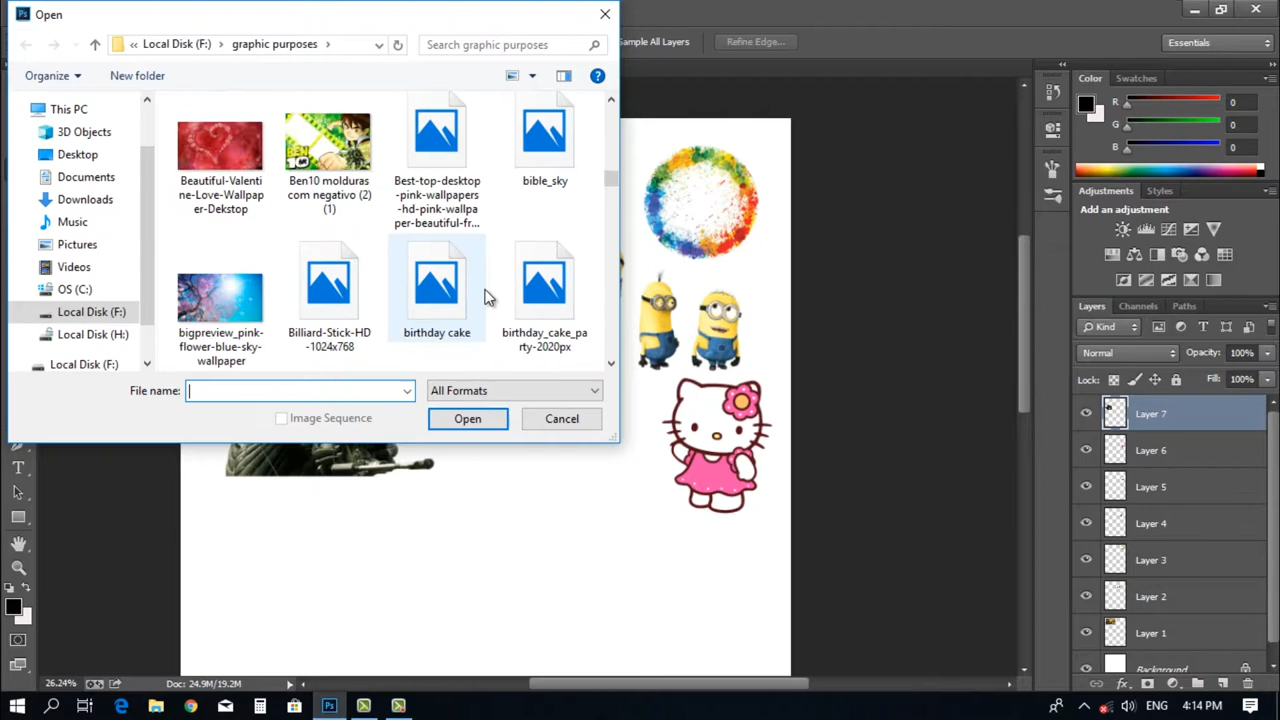 Ps Open
Local Disk (F:) graphic purposes Search graphic purposes
Sample All Layers Refine Edge... Essentials
Organize New folder
Color Swatches
R 0
G 0
B 0
This PC
3D Objects
Desktop
Documents
Downloads
Music
Pictures
Videos
OS (C:)
Local Disk (F:)
Local Disk (H:)
Local Disk (F:)
Beautiful-Valenti
ne-Love-Wallpap
er-Dekstop
BEN
10
Ben10 molduras
com negativo (2)
(1)
Best-top-desktop
-pink-wallpapers
-hd-pink-wallpa
per-beautiful-fr...
bible_sky
bigpreview_pink-
flower-blue-sky-
wallpaper
Billiard-Stick-HD
-1024x768
birthday cake
birthday_cake_pa
rty-2020px
File name: All Formats
Image Sequence Open Cancel
Adjustments Styles
Add an adjustment
Layers Channels Paths
Kind
Normal Opacity: 100%
Lock: Fill: 100%
Layer 7
Layer 6
Layer 5
Layer 4
Layer 3
Layer 2
Layer 1
Background
26.24% Doc: 24.9M/19.2M
Ps ENG 4:14 PM